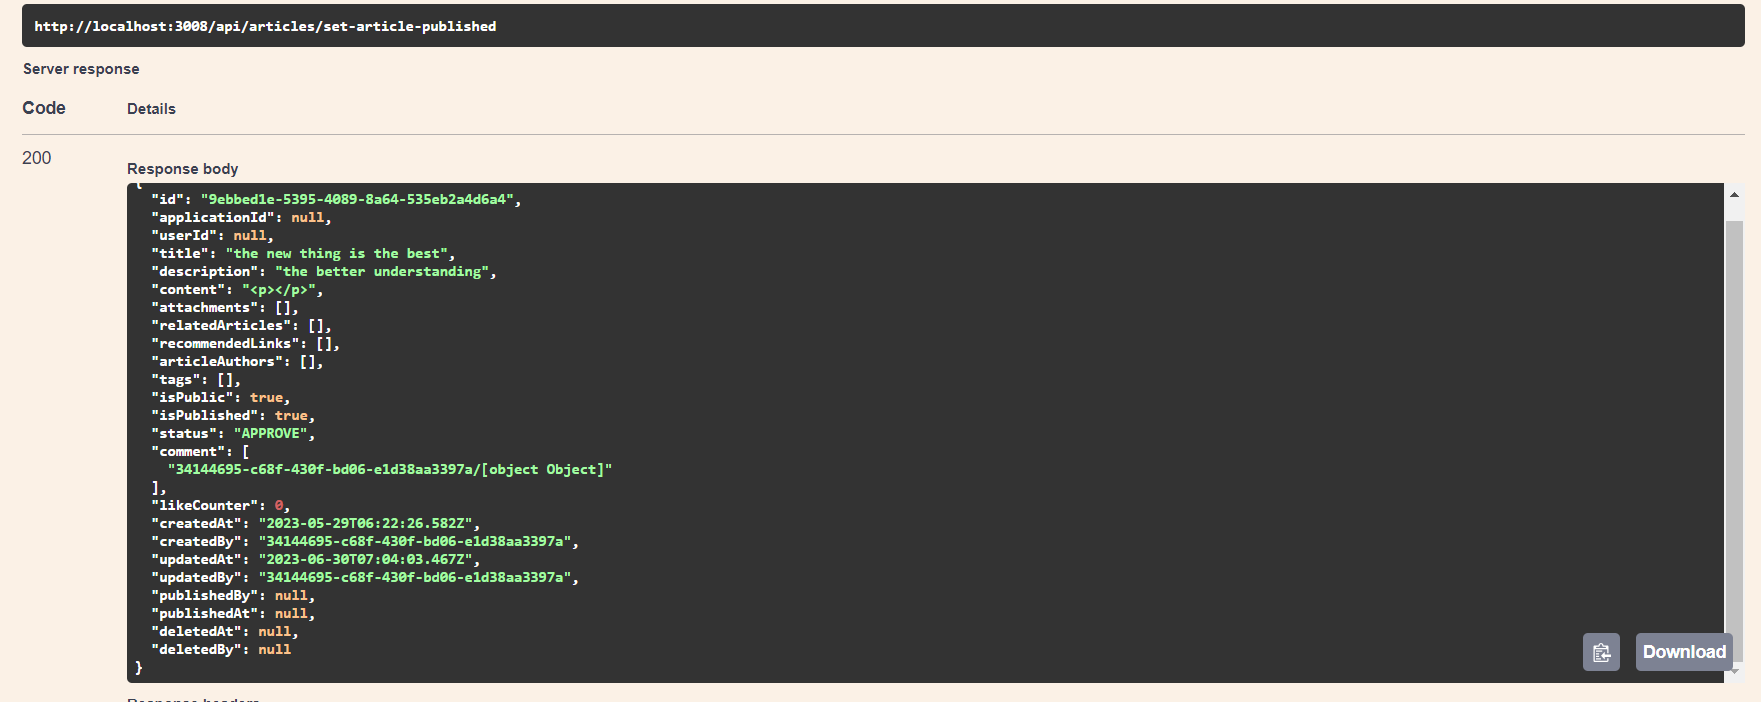 http://localhost:3008/api/articles/set-article-published
Server response
Code Details
200
Response body
{
"id": "9ebbed1e-5395-4089-8a64-535eb2a4d6a4",
"applicationId": null,
"userId": null,
"title": "the new thing is the best",
"description": "the better understanding",
"content": "<p></p>",
"attachments": [],
"relatedArticles": [],
"recommendedLinks": [],
"articleAuthors": [],
"tags": [],
"isPublic": true,
"isPublished": true,
"status": "APPROVE",
"comment": [
"34144695-c68f-430f-bd06-e1d38aa3397a/[object Object]"
],
"likeCounter": 0,
"createdAt": "2023-05-29T06:22:26.582Z",
"createdBy": "34144695-c68f-430f-bd06-e1d38aa3397a",
"updatedAt": "2023-06-30T07:04:03.467Z",
"updatedBy": "34144695-c68f-430f-bd06-e1d38aa3397a",
"publishedBy": null,
"publishedAt": null,
"deletedAt": null,
"deletedBy": null
}
Download
Response headers